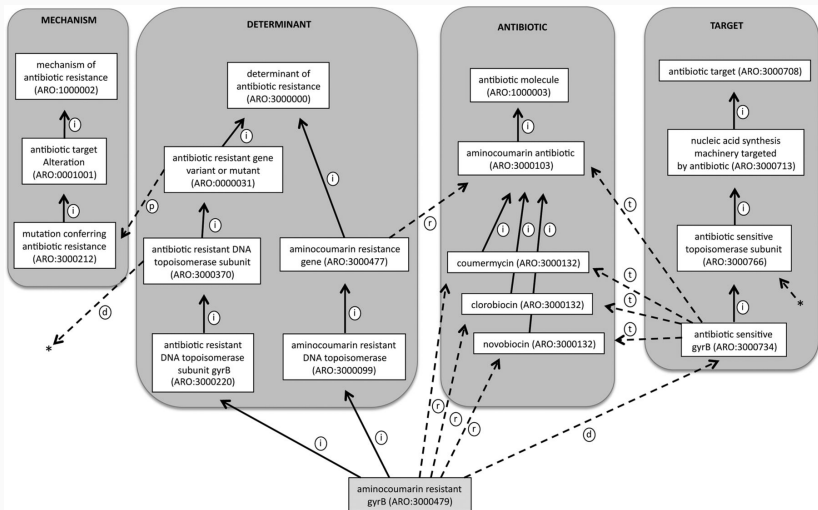 MECHANISM
mechanism of
antibiotic resistance
(ARO:1000002)
i
antibiotic target
Alteration
(ARO:0001001)
i
mutation conferring
antibiotic resistance
(ARO:3000212)
DETERMINANT
determinant of
antibiotic resistance
(ARO:3000000)
i
antibiotic resistant gene
variant or mutant
(ARO:0000031)
i
p
i
antibiotic resistant DNA
topoisomerase subunit
(ARO:3000370)
aminocoumarin resistance
gene (ARO:3000477)
r
d
*
i
i
antibiotic resistant
DNA topoisomerase
subunit gyrB
(ARO:3000220)
aminocoumarin resistant
DNA topoisomerase
(ARO:3000099)
i
i
ANTIBIOTIC
antibiotic molecule
(ARO:1000003)
i
aminocoumarin antibiotic
(ARO:3000103)
i
i
i
coumermycin (ARO:3000132)
clorobiocin (ARO:3000132)
novobiocin (ARO:3000132)
r
r
r
TARGET
antibiotic target (ARO:3000708)
i
nucleic acid synthesis
machinery targeted
by antibiotic
(ARO:3000713)
i
antibiotic sensitive
topoisomerase subunit
(ARO:3000766)
t
t
t
t
i
*
antibiotic sensitive
gyrB (ARO:3000734)
d
aminocoumarin resistant
gyrB (ARO:3000479)